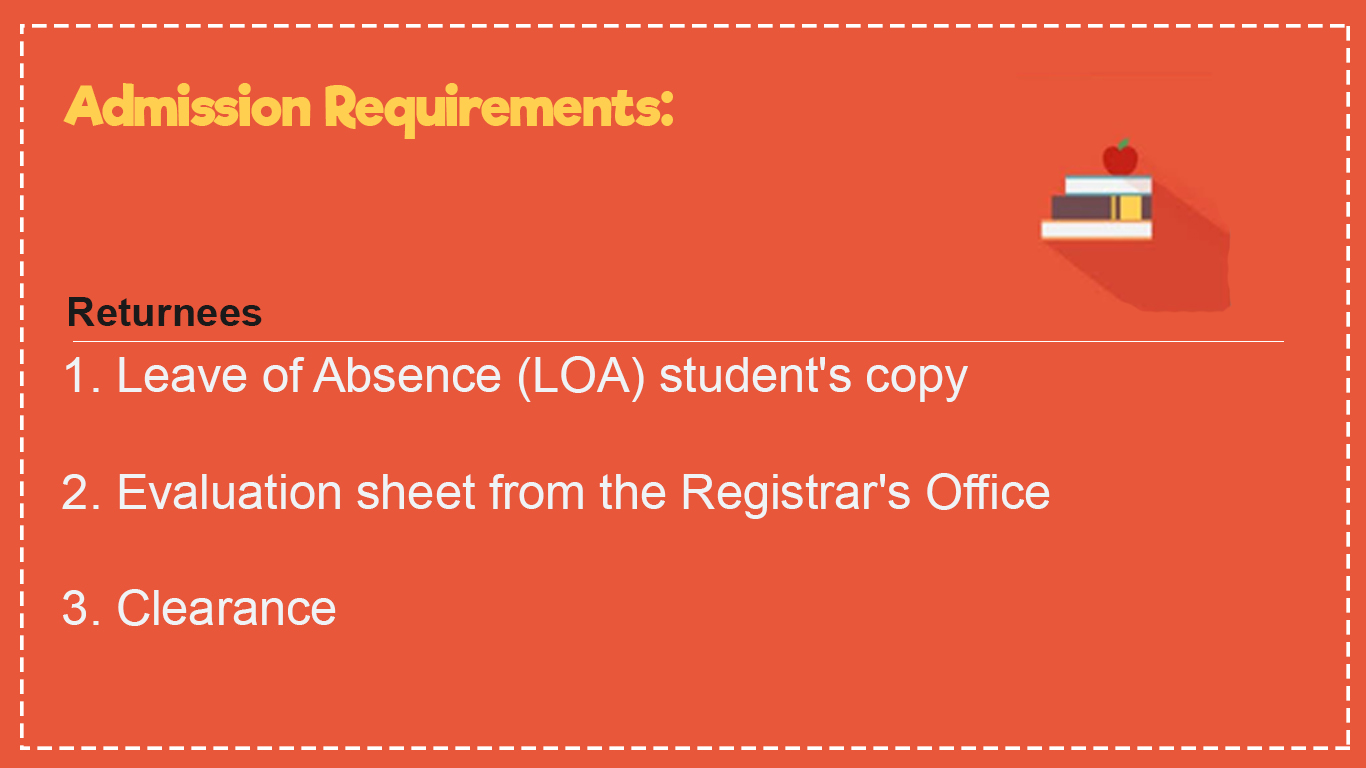 Admission Requirements:
Returnees
1. Leave of Absence (LOA) student's copy
2. Evaluation sheet from the Registrar's Office
3. Clearance